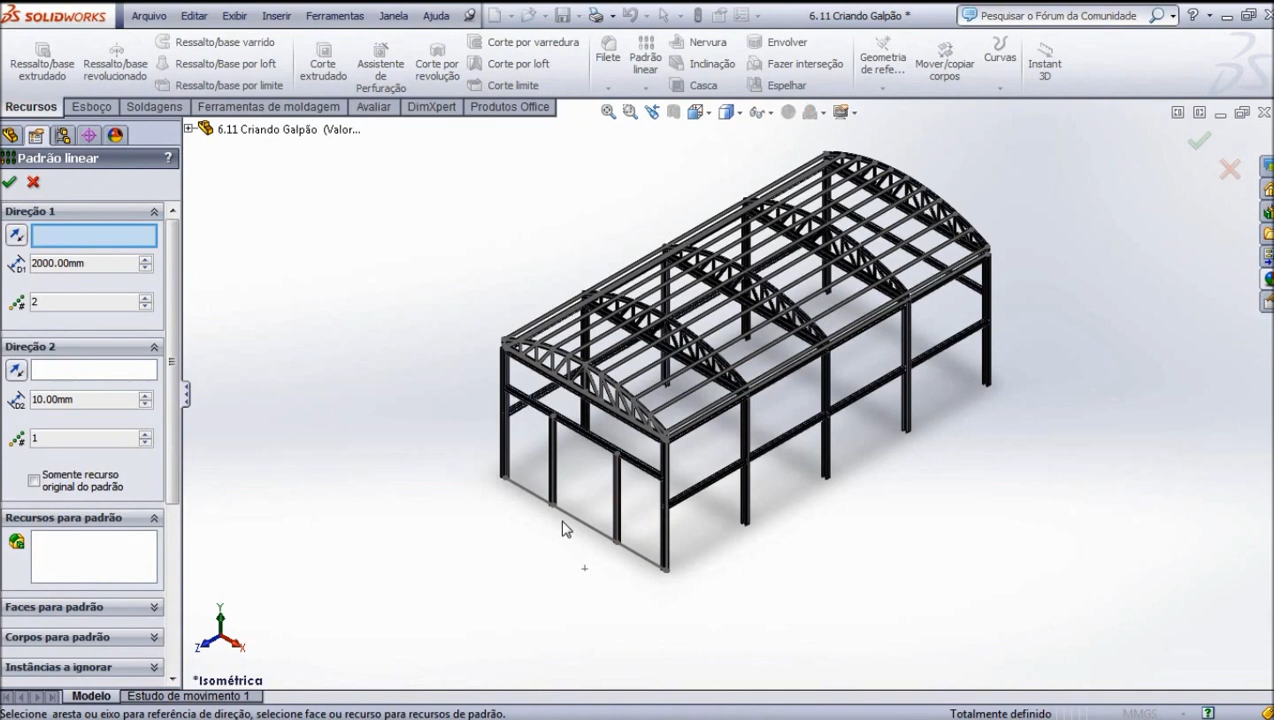 SOLIDWORKS
Arquivo Editar Exibir Inserir Ferramentas Janela Ajuda
6.11 Criando Galpão *
Pesquisar o Fórum da Comunidade
?
Ressalto/base extrudado
Ressalto/base revolucionado
Ressalto/base varrido
Ressalto/base por loft
Ressalto/base por limite
Corte extrudado
Assistente de Perfuração
Corte por revolução
Corte por varredura
Corte por loft
Corte limite
Filete
Padrão linear
Nervura
Inclinação
Casca
Envolver
Fazer interseção
Espelhar
Geometria de refe...
Mover/copiar corpos
Curvas
Instant 3D
Recursos Esboço Soldagens Ferramentas de moldagem Avaliar DimXpert Produtos Office
6.11 Criando Galpão (Valor...
Padrão linear ?
Direção 1
D1 2000.00mm
# 2
Direção 2
D2 10.00mm
# 1
Somente recurso
original do padrão
Recursos para padrão
Faces para padrão
Corpos para padrão
Instâncias a ignorar
Y
Z
X
*Isométrica
Modelo Estudo de movimento 1
Selecione aresta ou eixo para referência de direção, selecione face ou recurso para recursos de padrão.
Totalmente definido MMGS ?